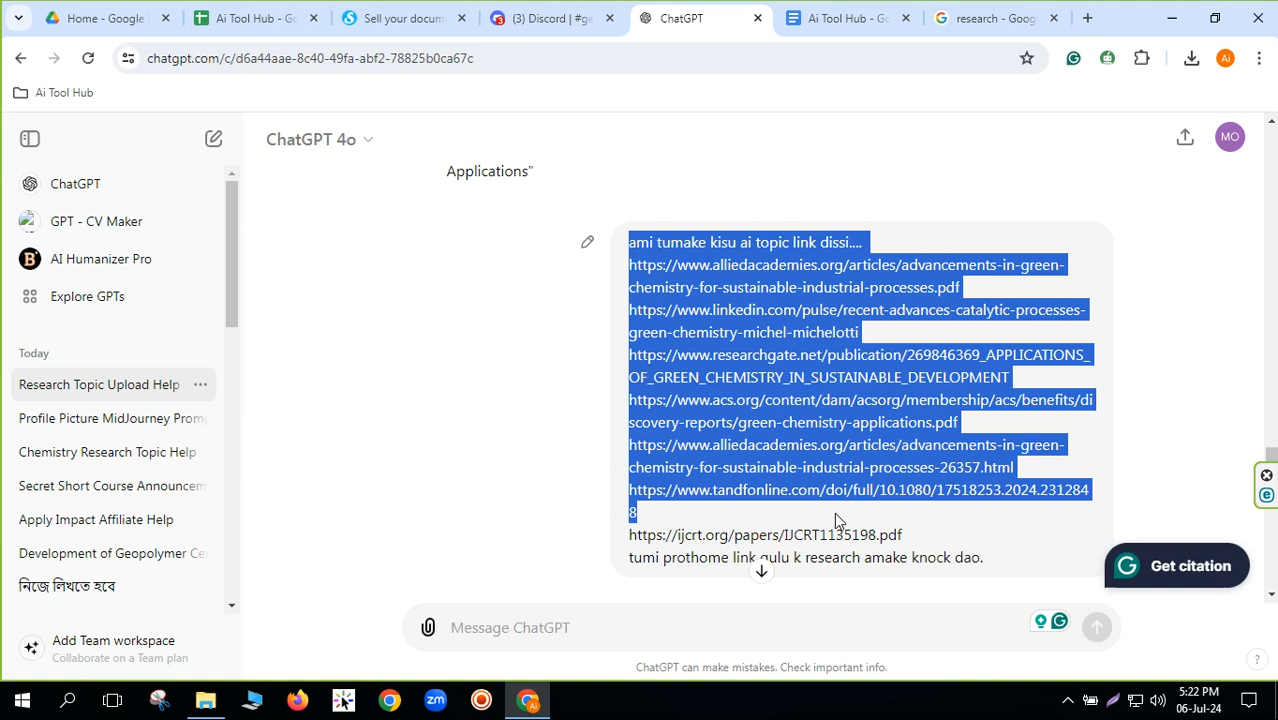 Home - Google
Ai Tool Hub - Go
Sell your docum
(3) Discord | #ge
ChatGPT
Ai Tool Hub - Go
research - Goog
chatgpt.com/c/d6a44aae-8c40-49fa-abf2-78825b0ca67c
Ai
Ai Tool Hub
ChatGPT 4o
MO
ChatGPT
GPT - CV Maker
AI Humanizer Pro
Explore GPTs
Today
Research Topic Upload Help
Profile Picture MidJourney Prom
Chemistry Research Topic Help
Secret Short Course Announcem
Apply Impact Affiliate Help
Development of Geopolymer Ce
নিজে লিখতে হবে
Add Team workspace
Collaborate on a Team plan
Applications"
ami tumake kisu ai topic link dissi....
https://www.alliedacademies.org/articles/advancements-in-green-
chemistry-for-sustainable-industrial-processes.pdf
https://www.linkedin.com/pulse/recent-advances-catalytic-processes-
green-chemistry-michel-michelotti
https://www.researchgate.net/publication/269846369_APPLICATIONS_
OF_GREEN_CHEMISTRY_IN_SUSTAINABLE_DEVELOPMENT
https://www.acs.org/content/dam/acsorg/membership/acs/benefits/di
scovery-reports/green-chemistry-applications.pdf
https://www.alliedacademies.org/articles/advancements-in-green-
chemistry-for-sustainable-industrial-processes-26357.html
https://www.tandfonline.com/doi/full/10.1080/17518253.2024.231284
8
https://ijcrt.org/papers/IJCRT1135198.pdf
tumi prothome link gulu k research amake knock dao.
Get citation
Message ChatGPT
ChatGPT can make mistakes. Check important info.
?
zm
Ai
5:22 PM
06-Jul-24